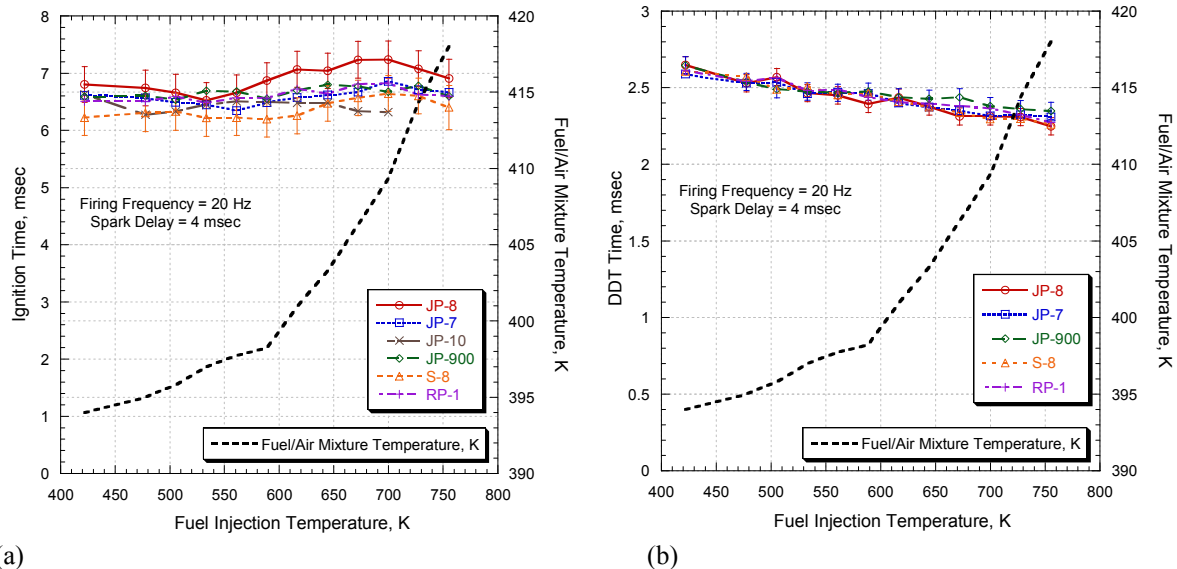 8
7
6
5
4
3
2
1
0
Ignition Time, msec
420
415
410
405
400
395
390
Fuel/Air Mixture Temperature, K
Firing Frequency = 20 Hz
Spark Delay = 4 msec
JP-8
JP-7
JP-10
JP-900
S-8
RP-1
Fuel/Air Mixture Temperature, K
400 450 500 550 600 650 700 750 800
Fuel Injection Temperature, K
(a)
3
2.5
2
1.5
1
0.5
0
DDT Time, msec
420
415
410
405
400
395
390
Fuel/Air Mixture Temperature, K
Firing Frequency = 20 Hz
Spark Delay = 4 msec
JP-8
JP-7
JP-900
S-8
RP-1
Fuel/Air Mixture Temperature, K
400 450 500 550 600 650 700 750 800
Fuel Injection Temperature, K
(b)